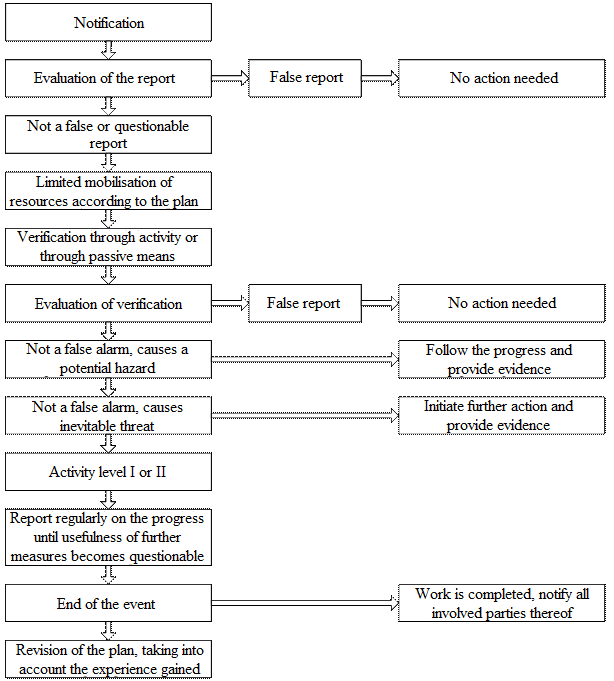 Notification
Evaluation of the report
False report
No action needed
Not a false or questionable
report
Limited mobilisation of
resources according to the plan
Verification through activity or
through passive means
Evaluation of verification
False report
No action needed
Not a false alarm, causes a
potential hazard
Follow the progress and
provide evidence
Not a false alarm, causes
inevitable threat
Initiate further action and
provide evidence
Activity level I or II
Report regularly on the progress
until usefulness of further
measures becomes questionable
End of the event
Work is completed, notify all
involved parties thereof
Revision of the plan, taking into
account the experience gained